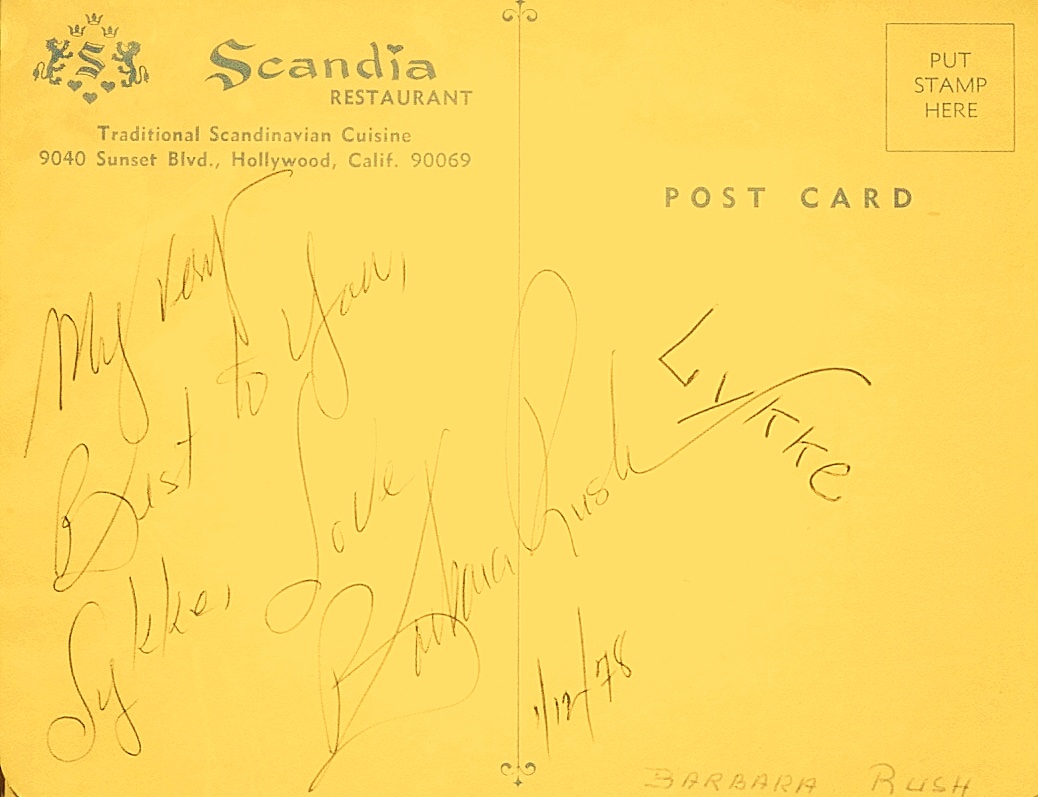 S
Scandia
RESTAURANT
Traditional Scandinavian Cuisine
9040 Sunset Blvd., Hollywood, Calif. 90069
PUT
STAMP
HERE
POST CARD
My very
Best to You,
Lykke,
Love,
Barbara Rush
Lykke
1/12/78
BARBARA RUSH